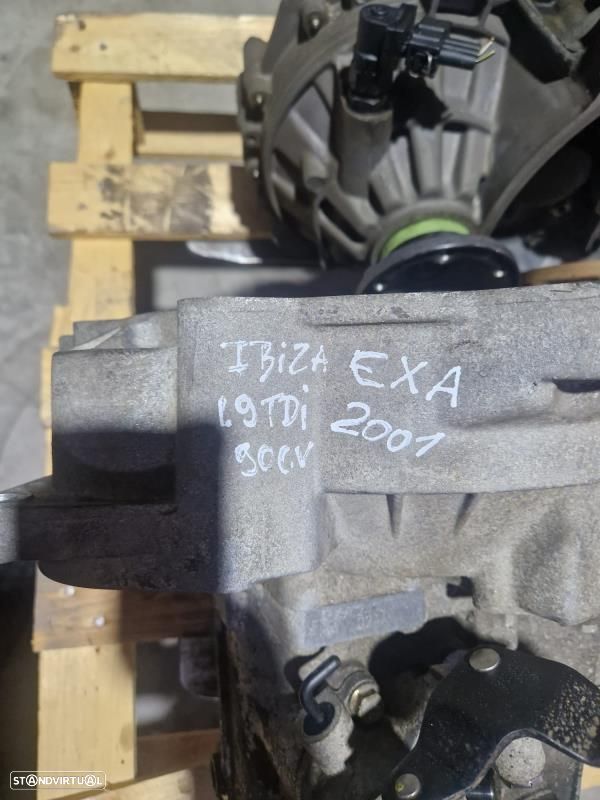 IBiZA EXA
1.9TDi 2001
90C.V
STANDVIRTUAL